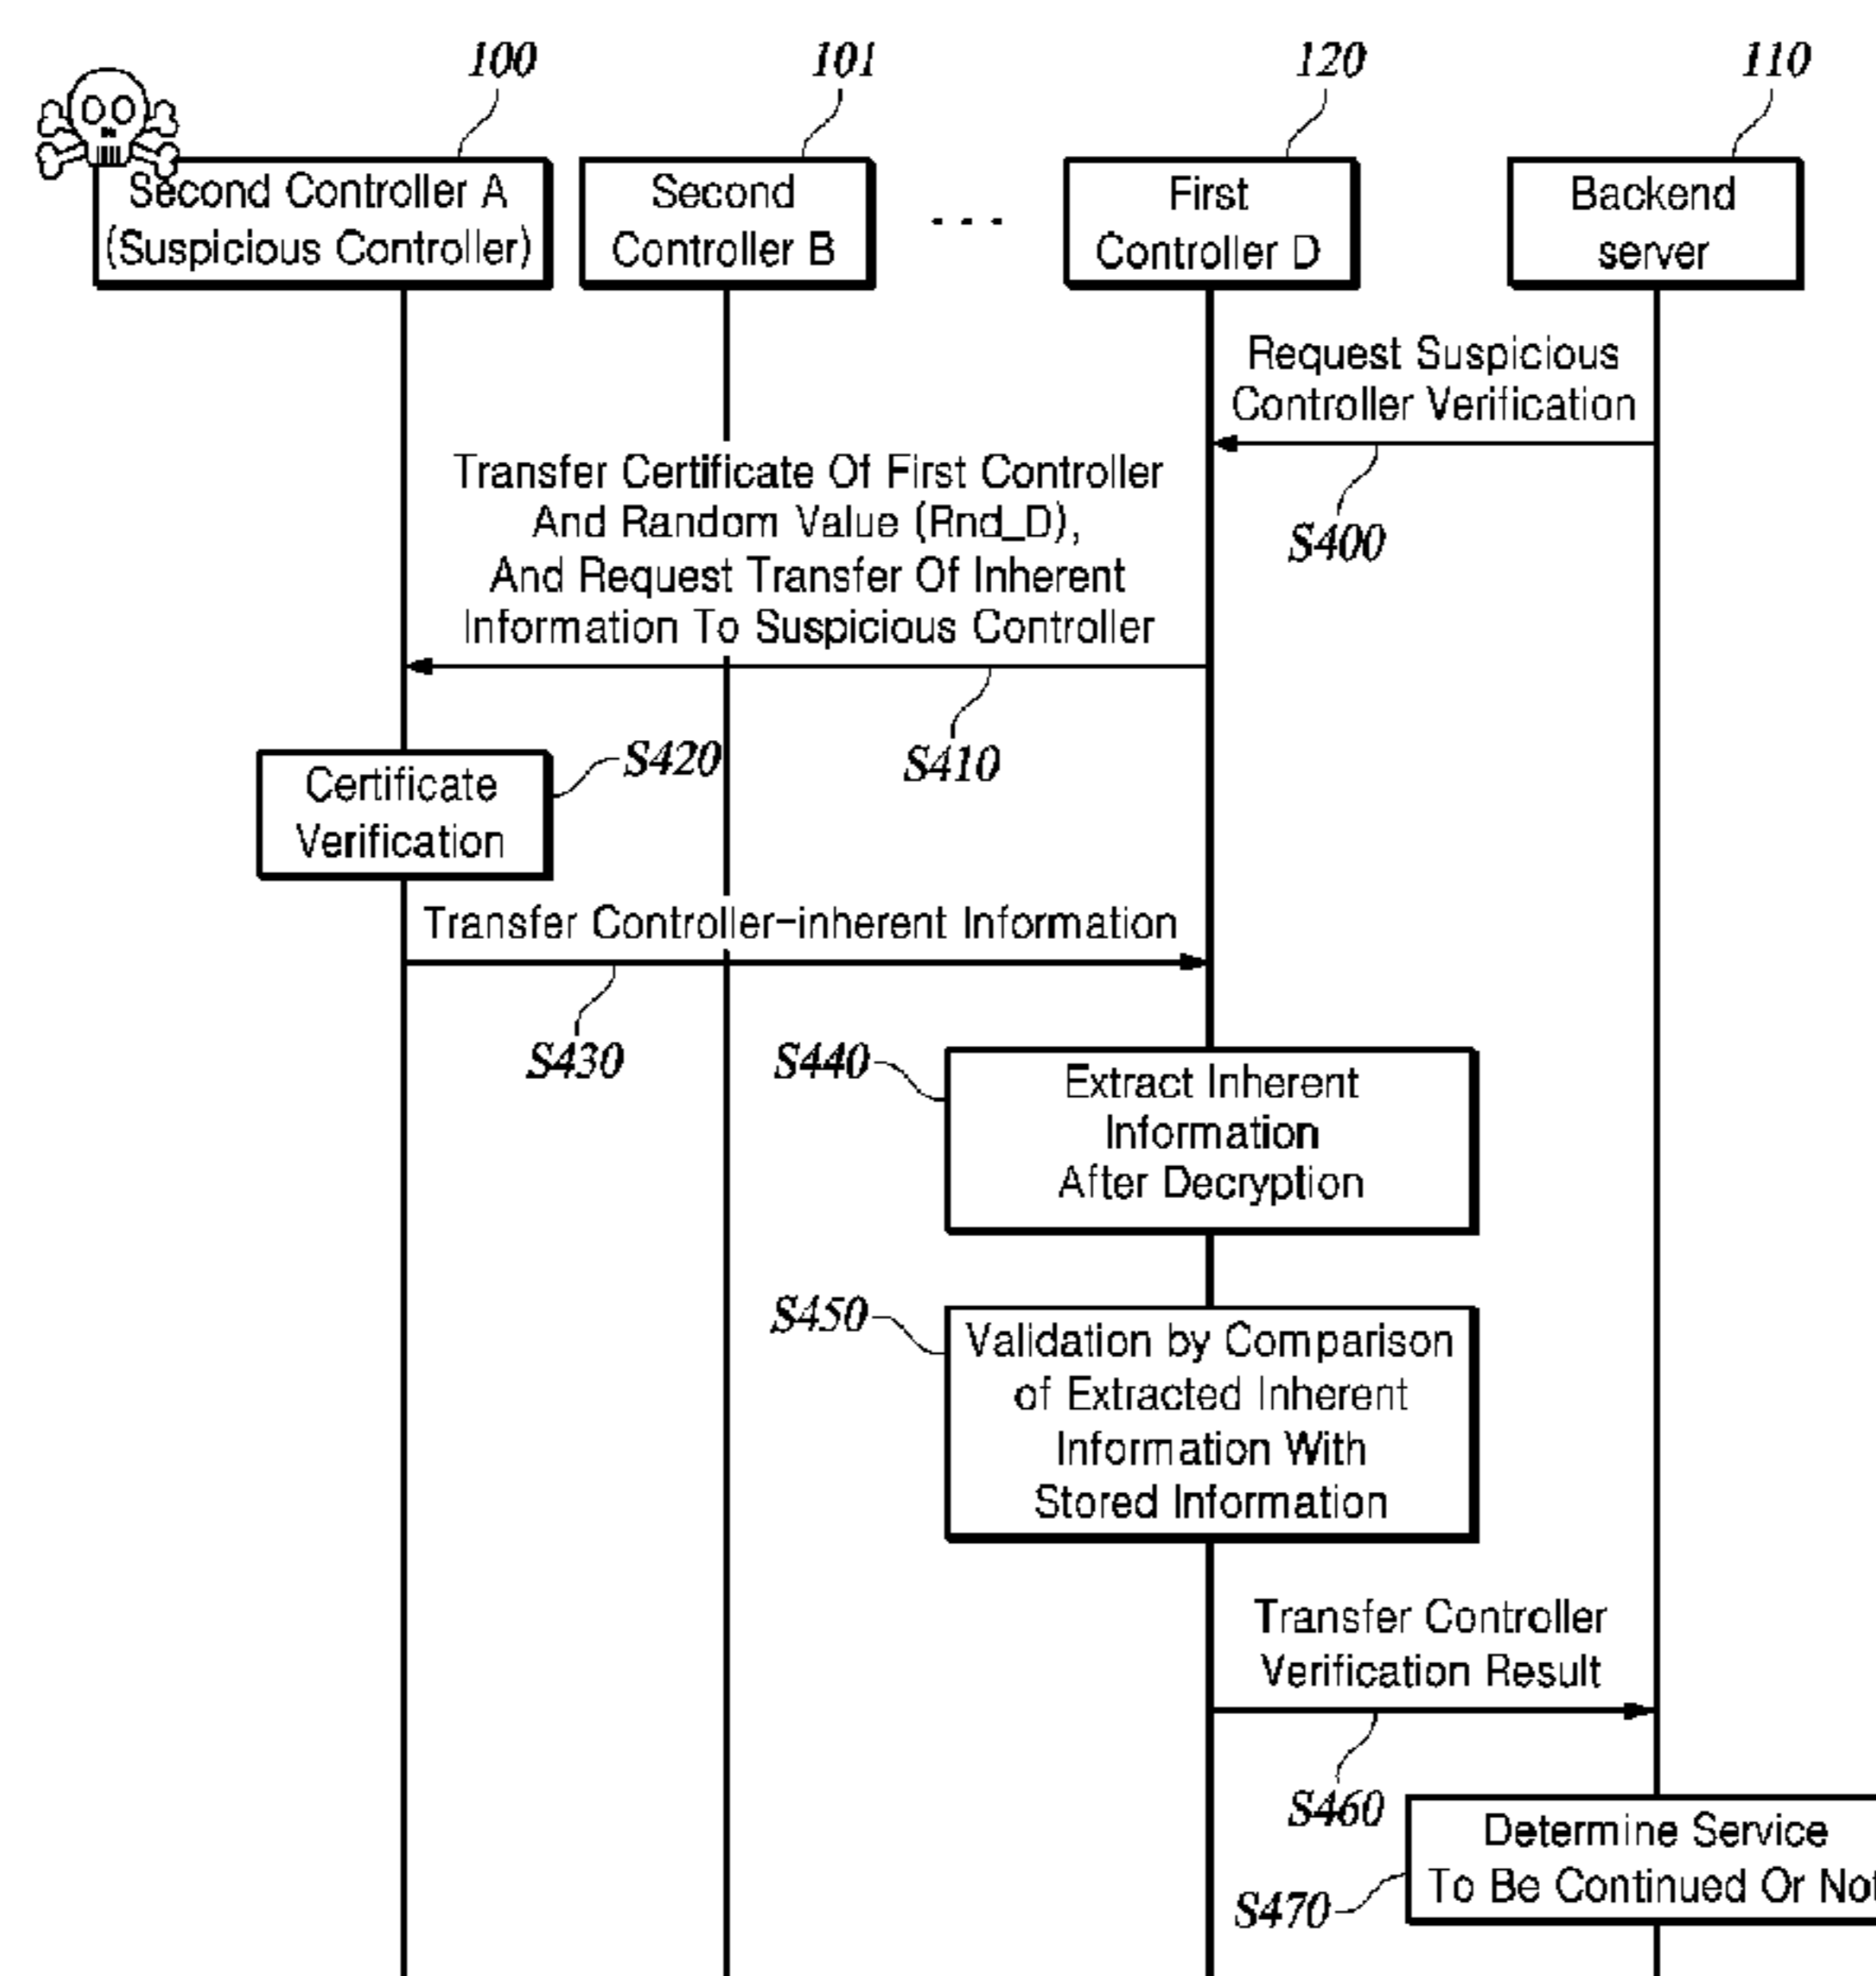 100
101
120
110
Second Controller A
(Suspicious Controller)
Second
Controller B
...
First
Controller D
Backend
server
Request Suspicious
Controller Verification
S400
Transfer Certificate Of First Controller
And Random Value (Rnd_D),
And Request Transfer Of Inherent
Information To Suspicious Controller
S410
Certificate
Verification
S420
Transfer Controller-inherent Information
S430
S440
Extract Inherent
Information
After Decryption
S450
Validation by Comparison
of Extracted Inherent
Information With
Stored Information
Transfer Controller
Verification Result
S460
Determine Service
To Be Continued Or Not
S470